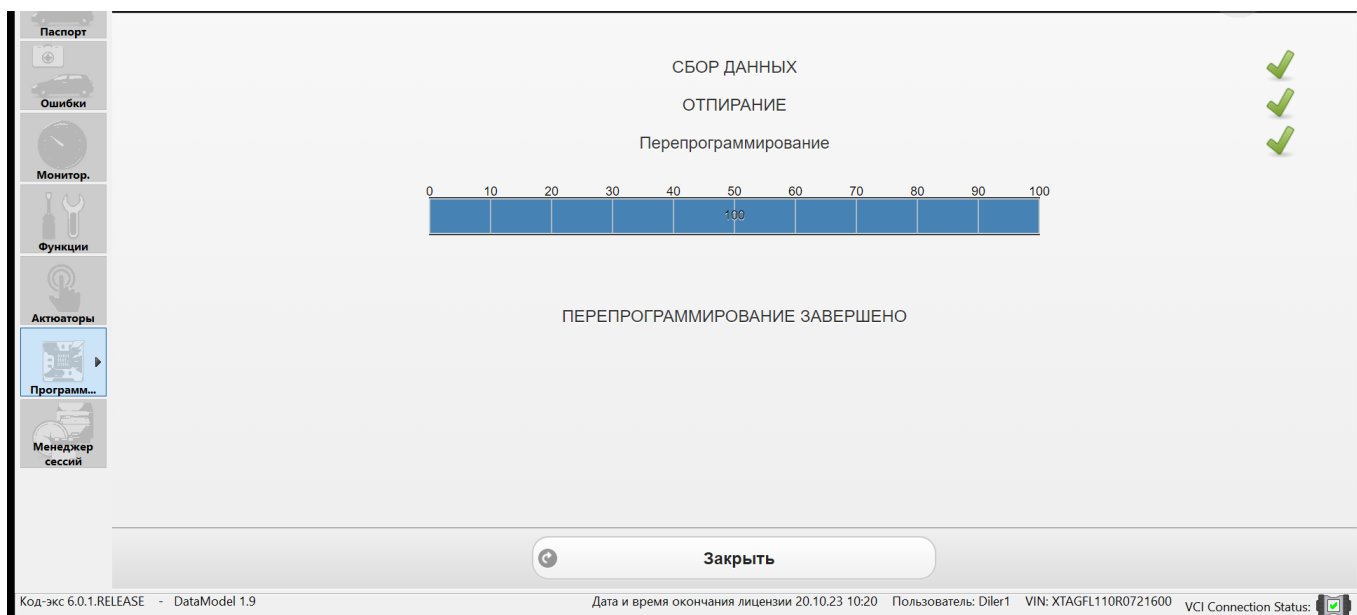 Паспорт
Ошибки
Монитор.
Функции
Актюаторы
Программ...
Менеджер
сессий
СБОР ДАННЫХ
ОТПИРАНИЕ
Перепрограммирование
0 10 20 30 40 50 60 70 80 90 100
100
ПЕРЕПРОГРАММИРОВАНИЕ ЗАВЕРШЕНО
Закрыть
Код-экс 6.0.1.RELEASE - DataModel 1.9 Дата и время окончания лицензии 20.10.23 10:20 Пользователь: Diler1 VIN: XTAGFL110R0721600 VCI Connection Status: